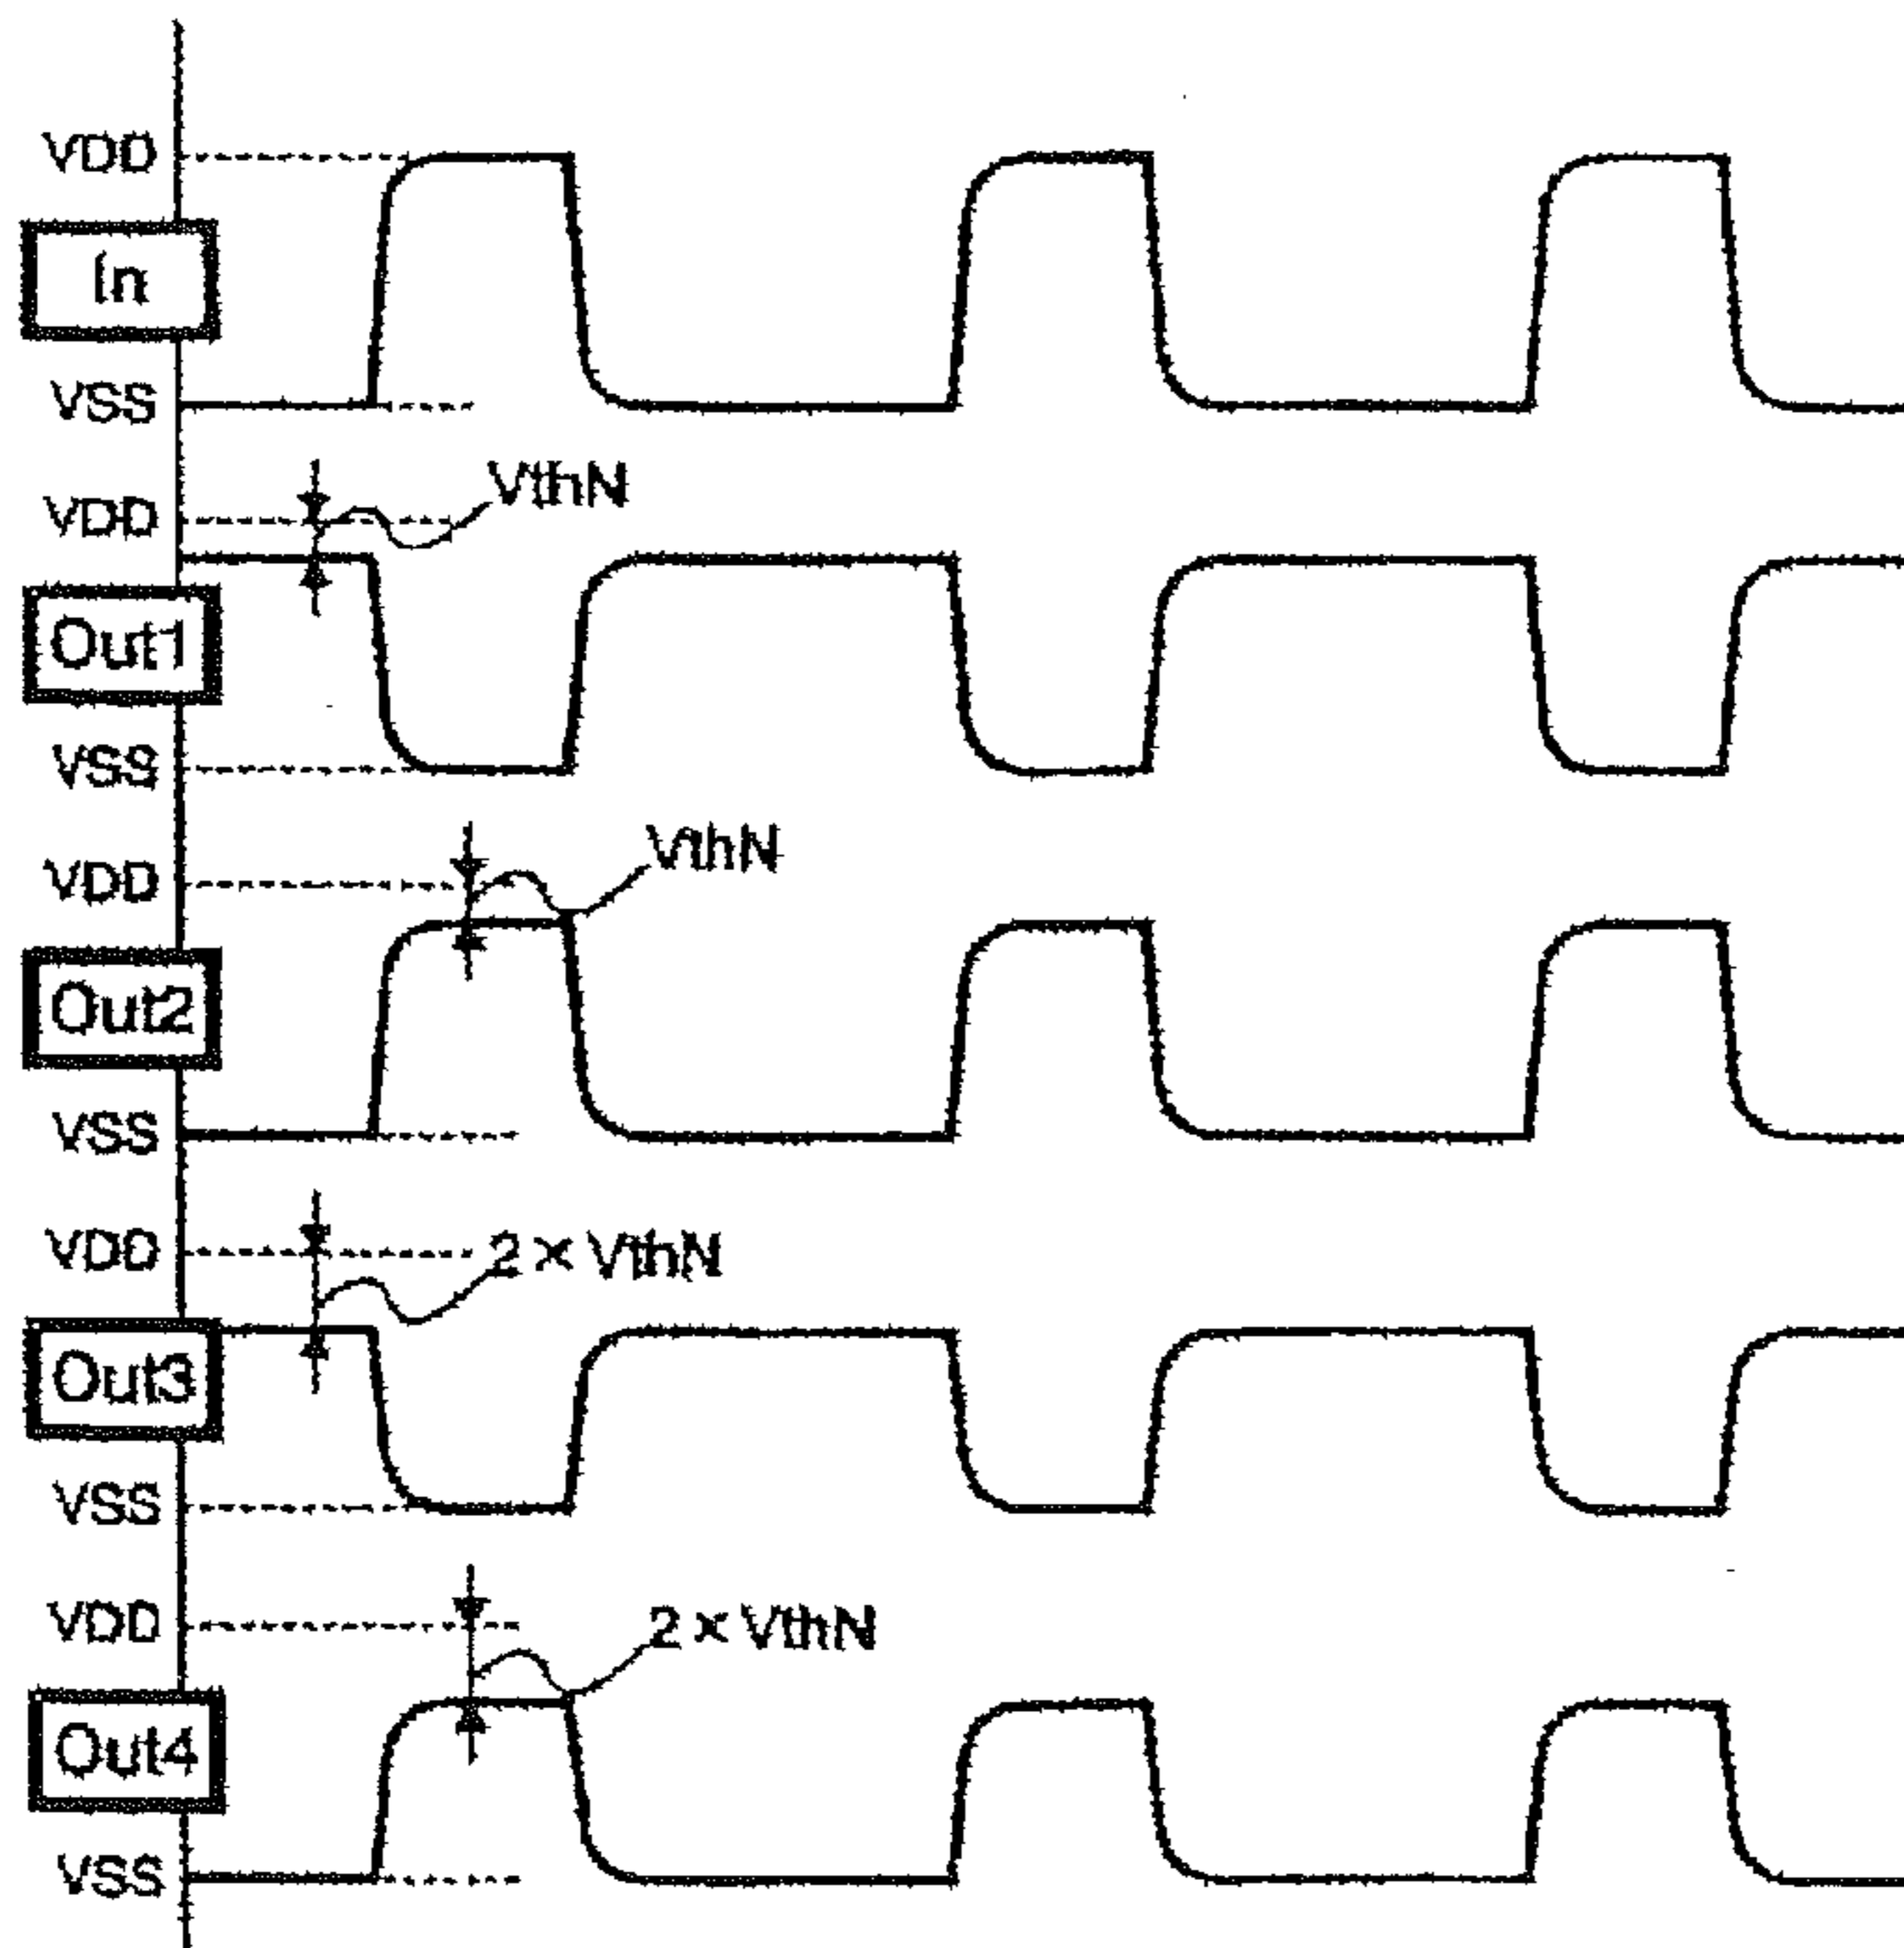 VDD
In
VSS
VthN
VDD
Out1
VSS
VthN
VDD
Out2
VSS
VDD
2 × VthN
Out3
VSS
VDD
2 × VthN
Out4
VSS